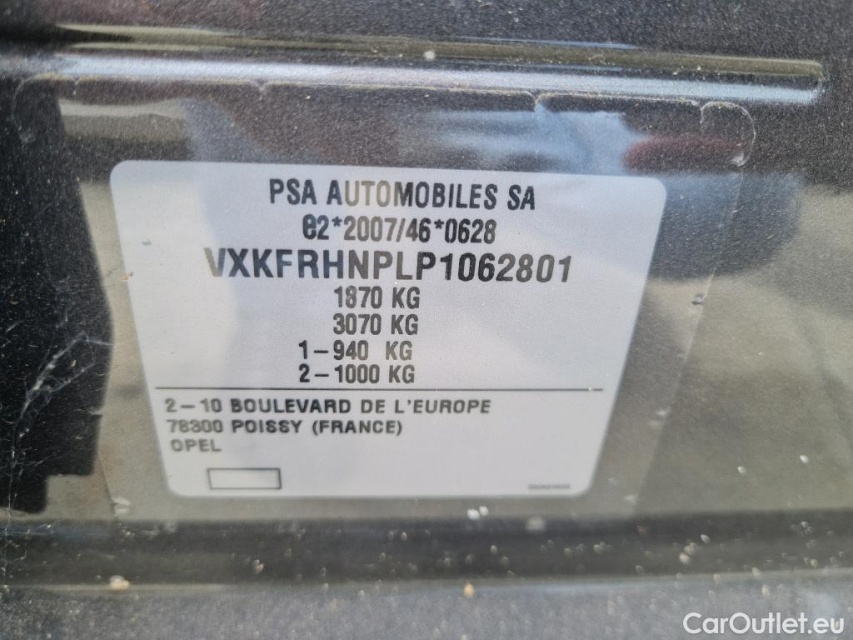 PSA AUTOMOBILES SA
e2*2007/46*0628
VXKFRHNPLP1062801
1870 KG
3070 KG
1-940 KG
2-1000 KG
2-10 BOULEVARD DE L'EUROPE
78300 POISSY (FRANCE)
OPEL
CarOutlet.eu